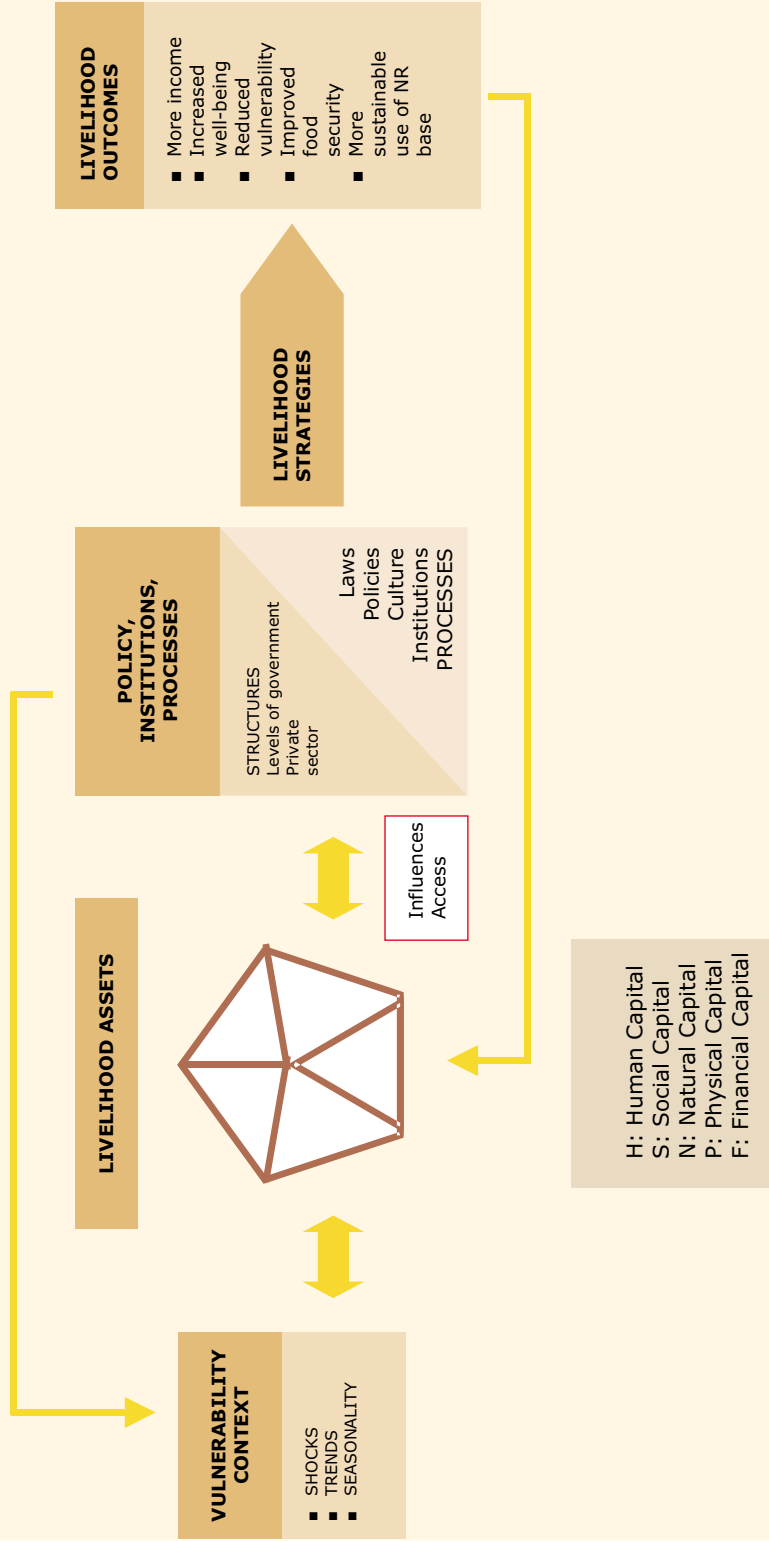 VULNERABILITY
CONTEXT
▪ SHOCKS
▪ TRENDS
▪ SEASONALITY
LIVELIHOOD ASSETS
Influences
Access
H: Human Capital
S: Social Capital
N: Natural Capital
P: Physical Capital
F: Financial Capital
POLICY,
INSTITUTIONS,
PROCESSES
STRUCTURES
Levels of government
Private
sector
Laws
Policies
Culture
Institutions
PROCESSES
LIVELIHOOD
STRATEGIES
LIVELIHOOD
OUTCOMES
▪ More income
▪ Increased
well-being
▪ Reduced
vulnerability
▪ Improved
food
security
▪ More
sustainable
use of NR
base